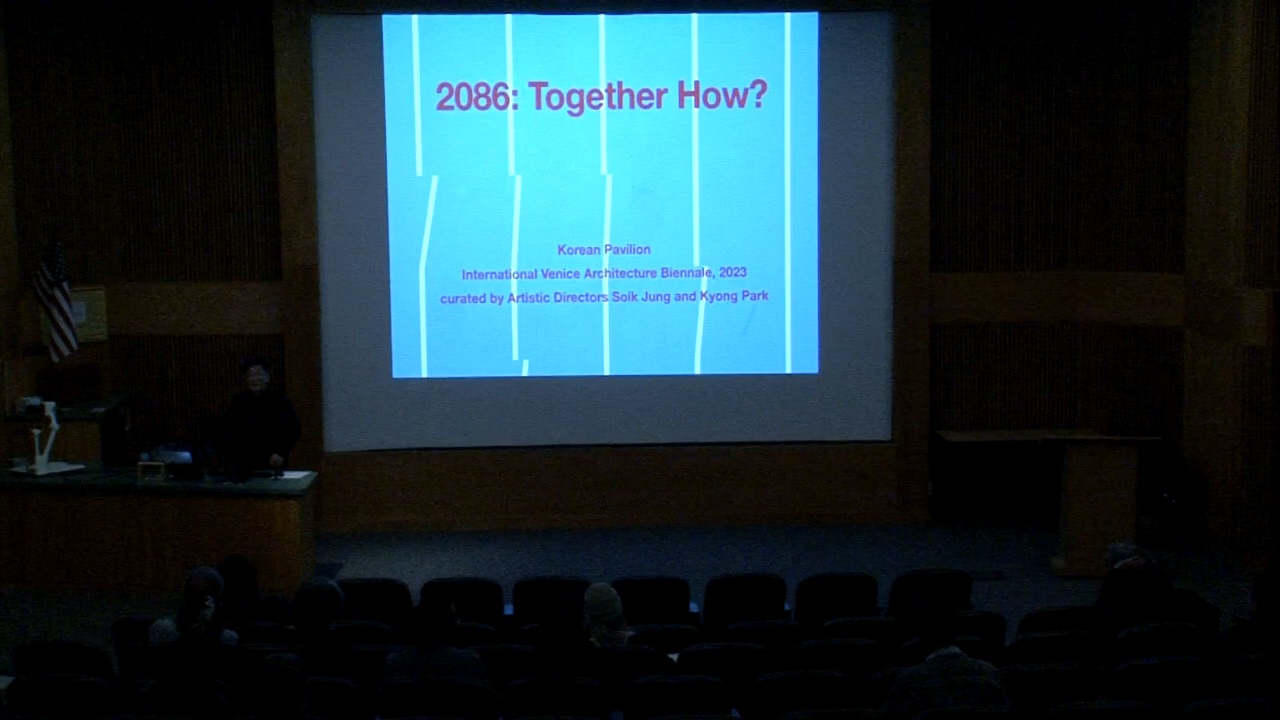 2086: Together How?
Korean Pavilion
International Venice Architecture Biennale, 2023
curated by Artistic Directors Soik Jung and Kyong Park